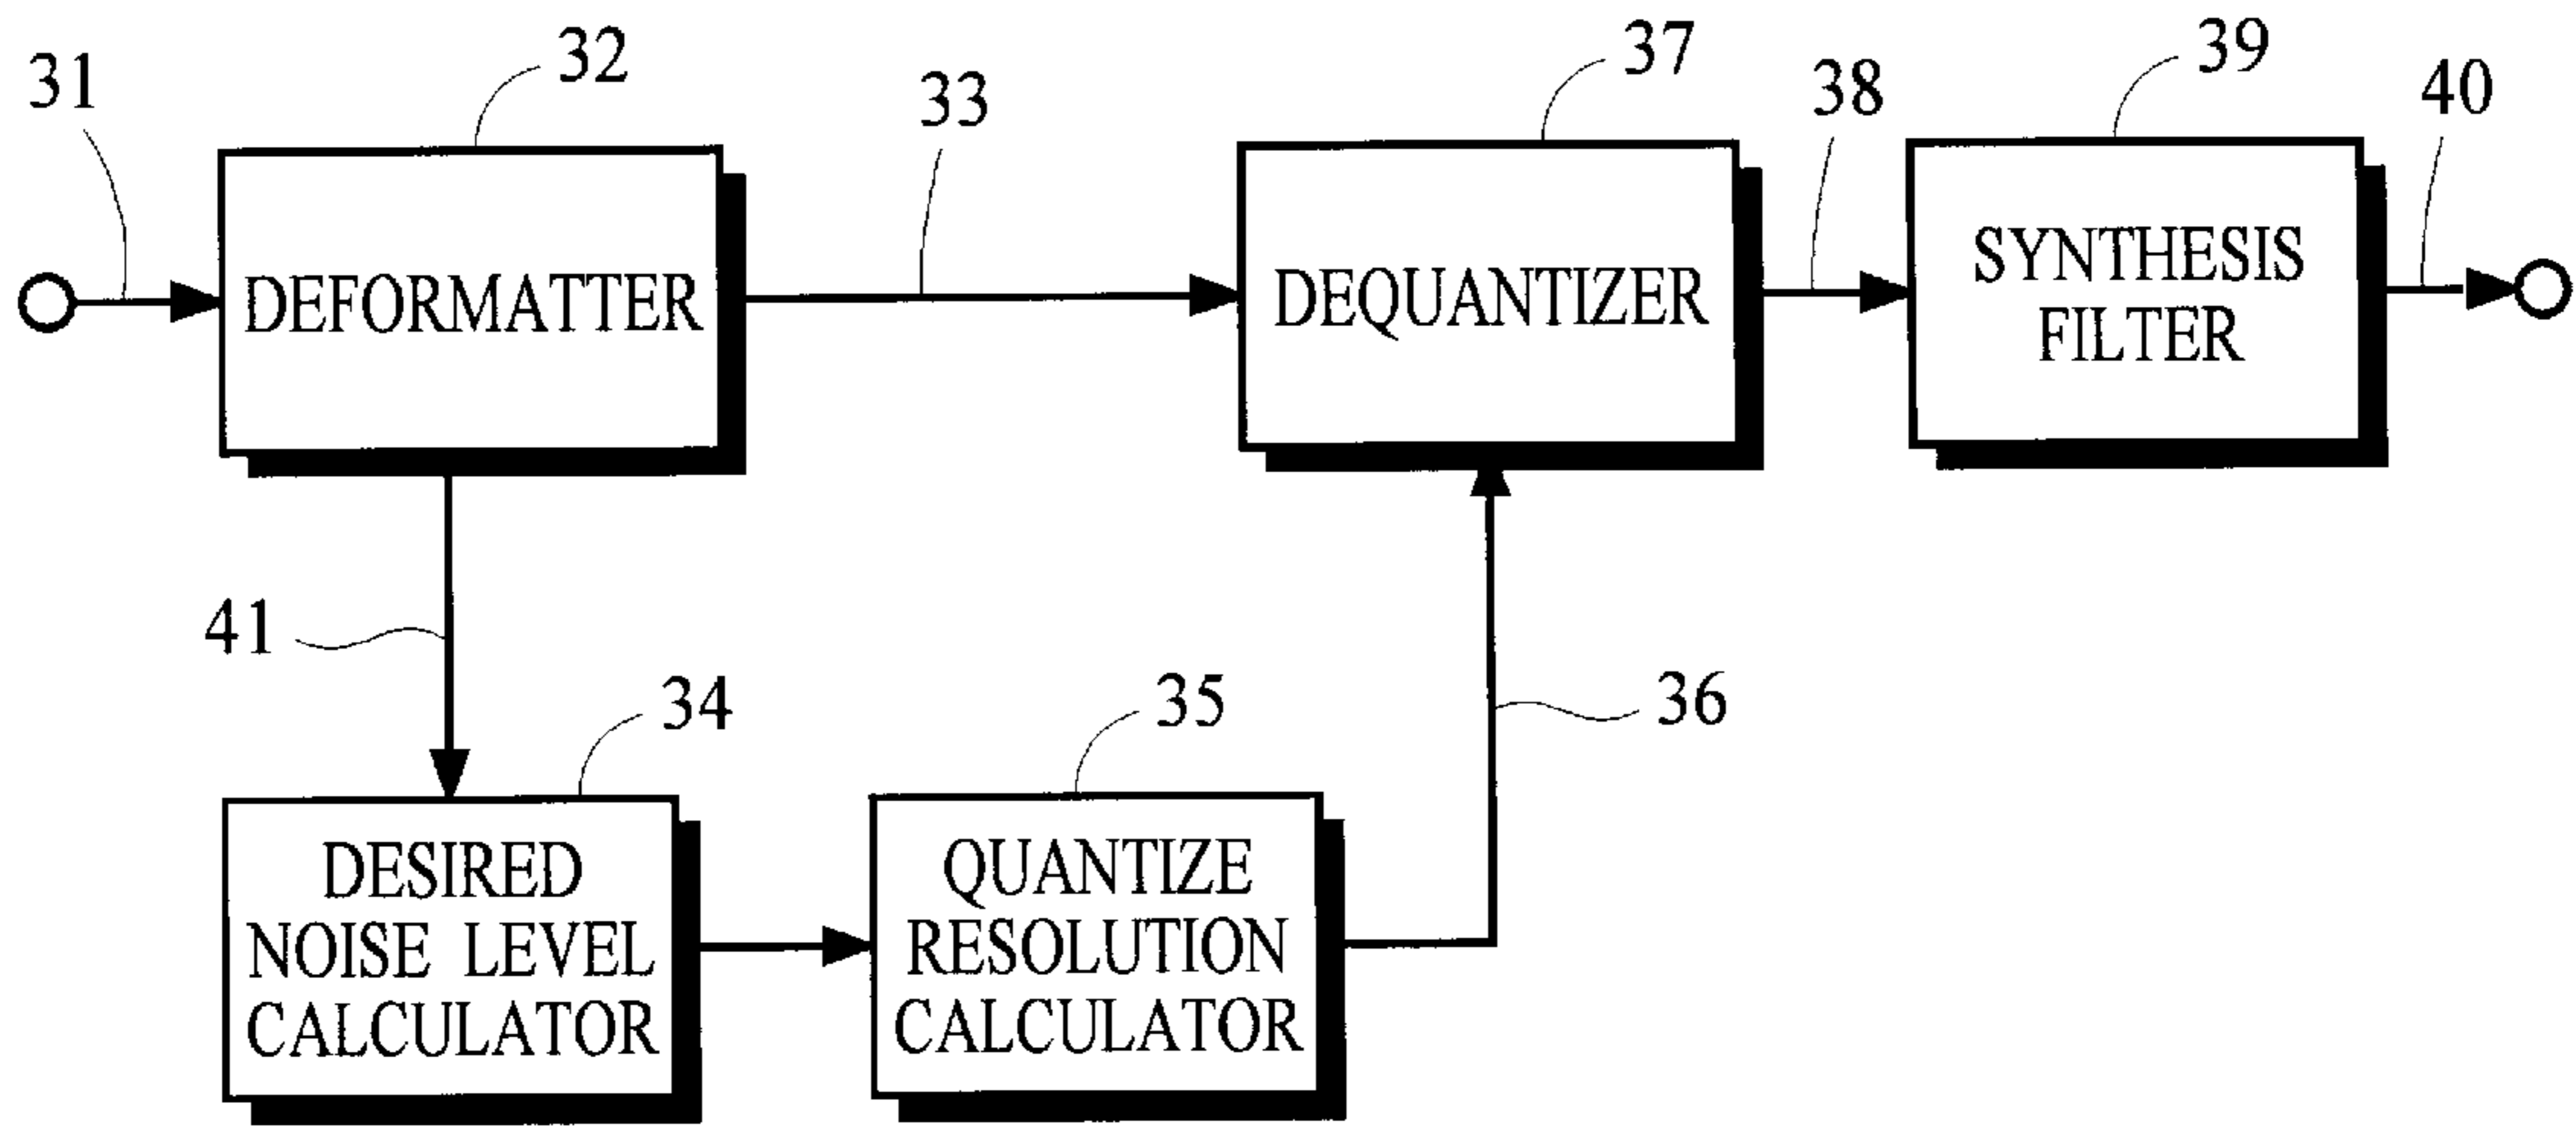 31
32
33
37
38
39
40
DEFORMATTER
DEQUANTIZER
SYNTHESIS
FILTER
41
34
35
36
DESIRED
NOISE LEVEL
CALCULATOR
QUANTIZE
RESOLUTION
CALCULATOR